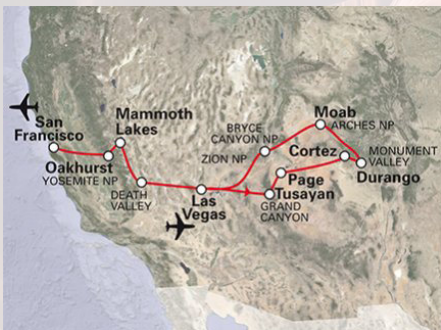 San
Francisco
Oakhurst
YOSEMITE NP
Mammoth
Lakes
DEATH
VALLEY
Las
Vegas
BRYCE
CANYON NP
ZION NP
Moab
ARCHES NP
Cortez
MONUMENT
VALLEY
Durango
Page
Tusayan
GRAND
CANYON